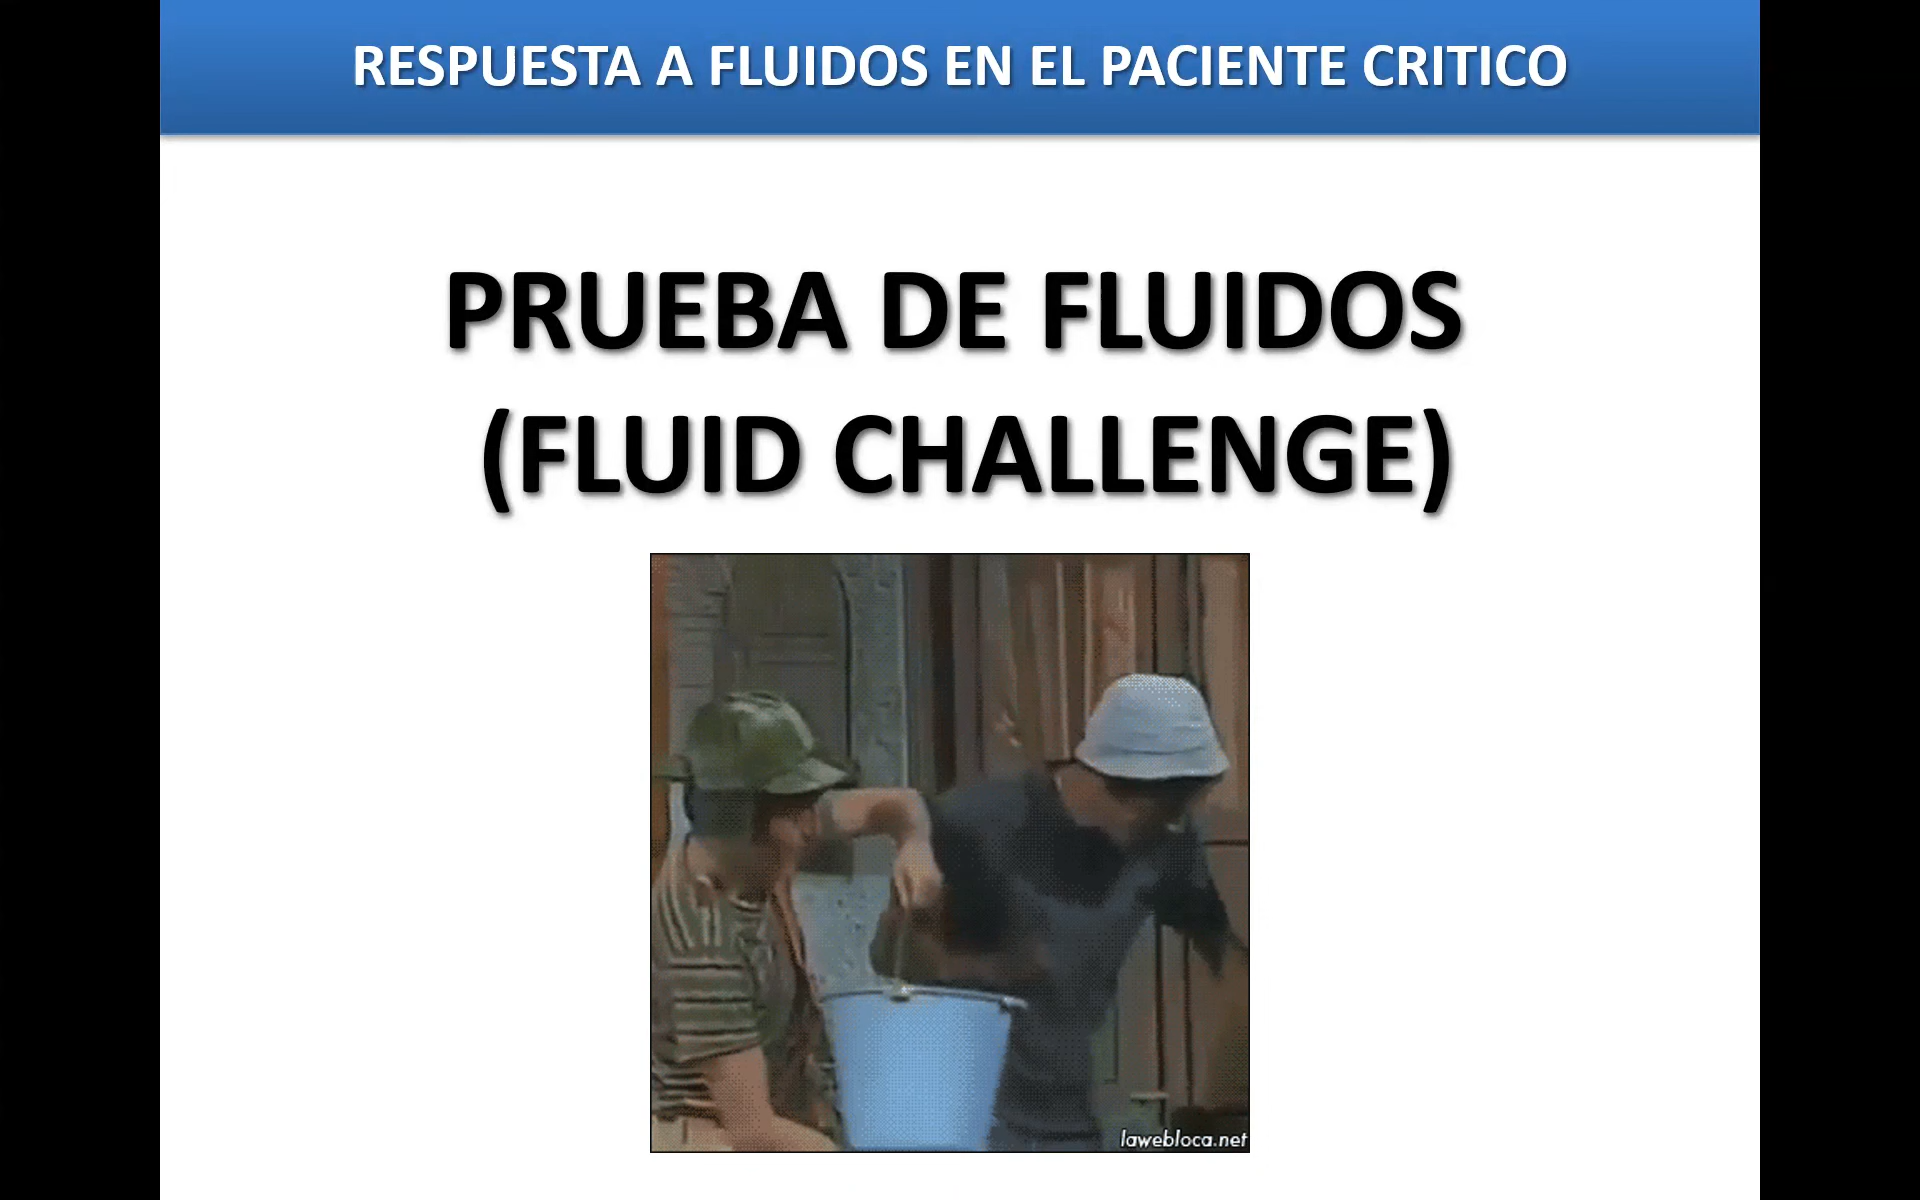 RESPUESTA A FLUIDOS EN EL PACIENTE CRITICO
PRUEBA DE FLUIDOS
(FLUID CHALLENGE)
lawebloca.net